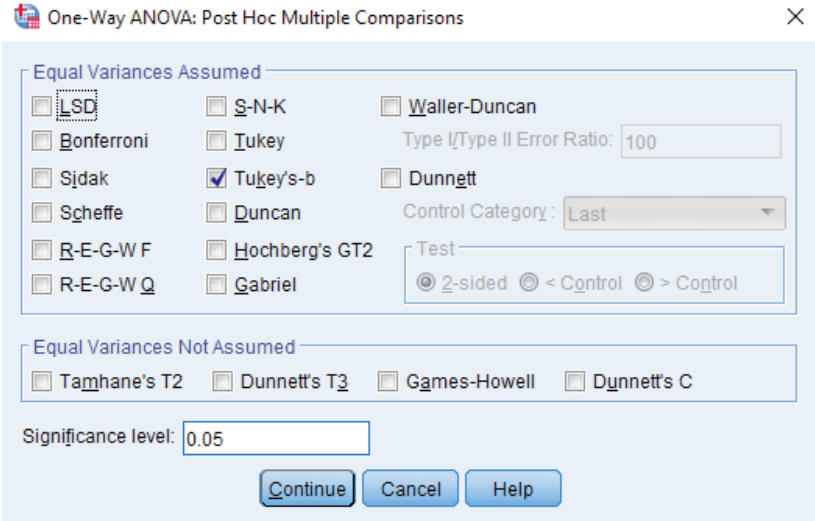 One-Way ANOVA: Post Hoc Multiple Comparisons
Equal Variances Assumed
LSD S-N-K Waller-Duncan
Bonferroni Tukey Type I/Type II Error Ratio: 100
Sidak Tukey's-b Dunnett
Scheffe Duncan Control Category : Last
R-E-G-W F Hochberg's GT2 Test
R-E-G-W Q Gabriel 2-sided < Control > Control
Equal Variances Not Assumed
Tamhane's T2 Dunnett's T3 Games-Howell Dunnett's C
Significance level: 0.05
Continue Cancel Help